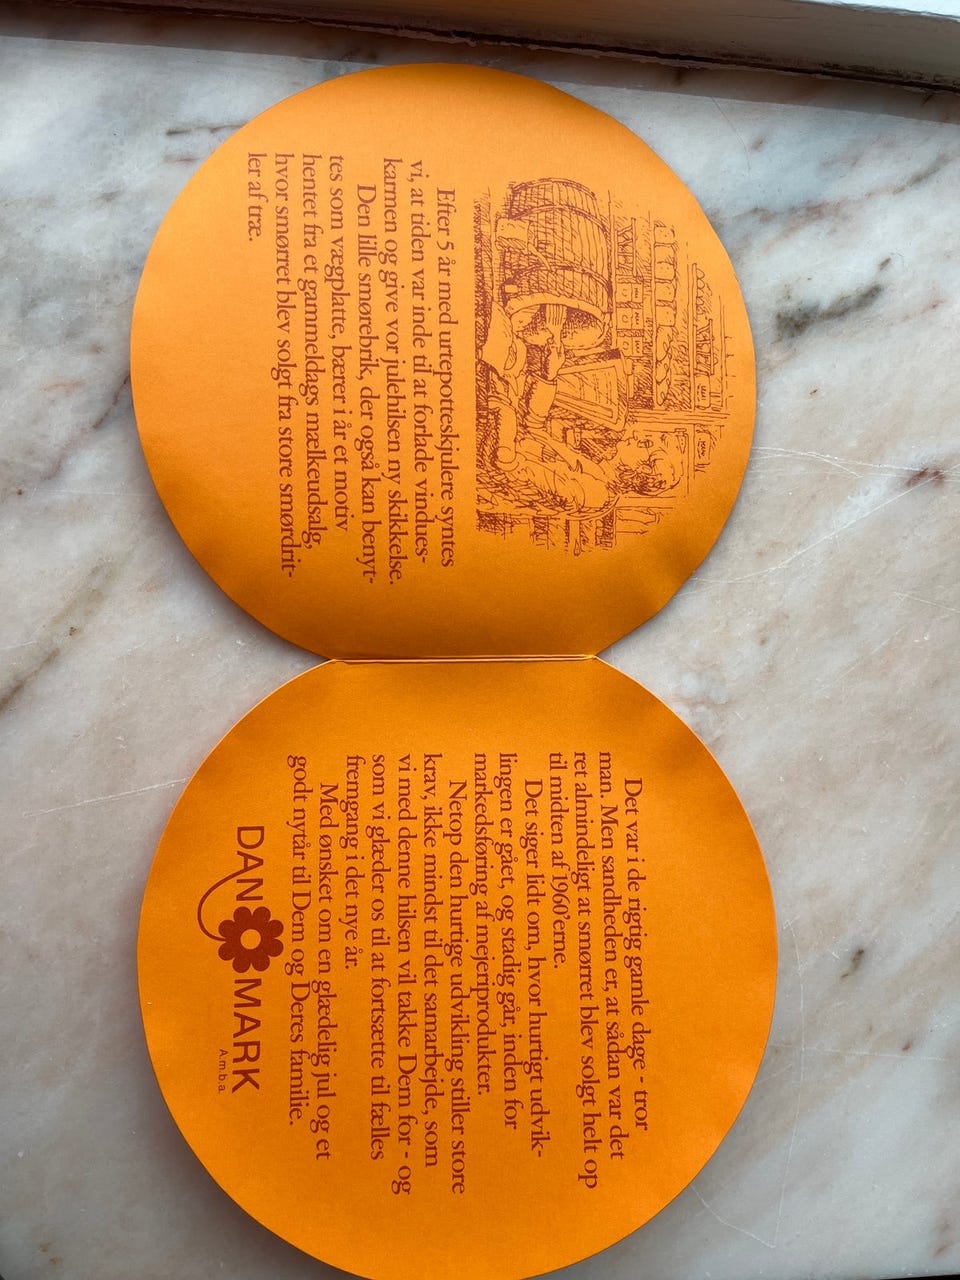 Efter 5 år med urtepotteskjulere syntes
vi, at tiden var inde til at forlade vindues-
karmen og give vor julehilsen ny skikkelse.
Den lille smørebrik, der også kan benyt-
tes som vægplatte, bærer i år et motiv
hentet fra et gammeldags mælkeudsalg,
hvor smørret blev solgt fra store smørdrit-
ler af træ.
Det var i de rigtig gamle dage - tror
man. Men sandheden er, at sådan var det
ret almindeligt at smørret blev solgt helt op
til midten af 1960'erne.
Det siger lidt om, hvor hurtigt udvik-
lingen er gået, og stadig går, inden for
markedsføring af mejeriprodukter.
Netop den hurtige udvikling stiller store
krav, ikke mindst til det samarbejde, som
vi med denne hilsen vil takke Dem for - og
som vi glæder os til at fortsætte til fælles
fremgang i det nye år.
Med ønsket om en glædelig jul og et
godt nytår til Dem og Deres familie.
DANMARK
A.m.b.a.